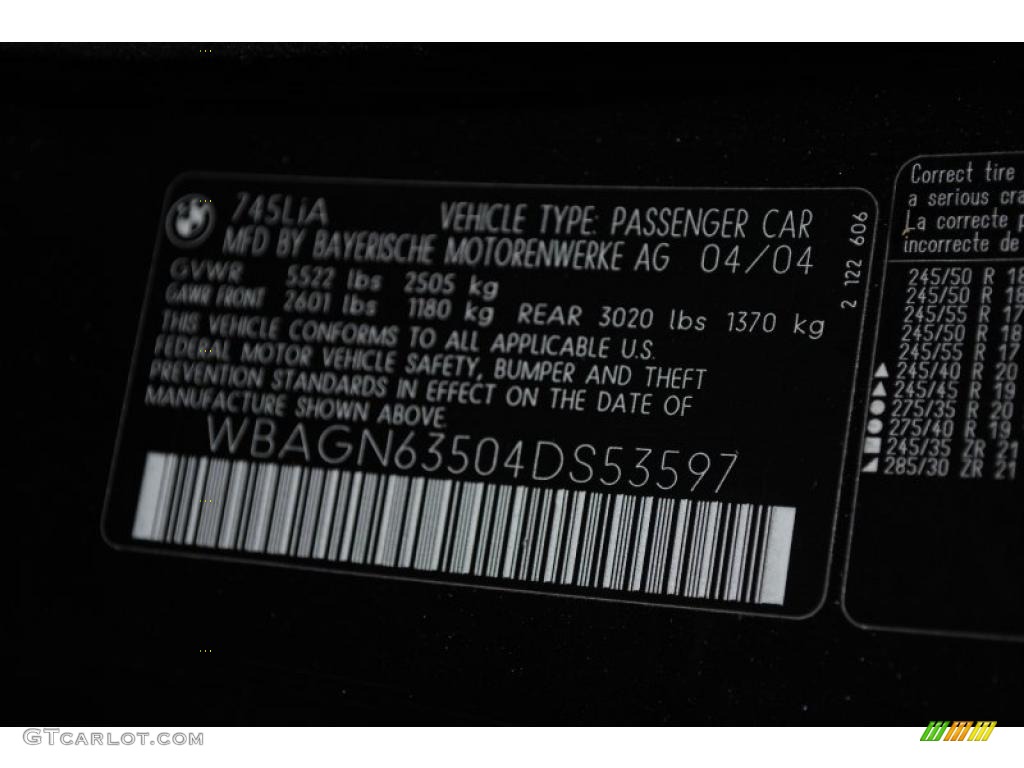 745LiA
VEHICLE TYPE: PASSENGER CAR
MFD BY BAYERISCHE MOTORENWERKE AG 04/04
GVWR 5522 lbs 2505 kg
GAWR FRONT 2601 lbs 1180 kg REAR 3020 lbs 1370 kg
THIS VEHICLE CONFORMS TO ALL APPLICABLE U.S.
FEDERAL MOTOR VEHICLE SAFETY, BUMPER AND THEFT
PREVENTION STANDARDS IN EFFECT ON THE DATE OF
MANUFACTURE SHOWN ABOVE.
WBAGN63504DS53597
2 122 606
Correct tire
a serious cra
La correcte p
incorrecte de
245/50 R 18
245/50 R 18
245/55 R 17
245/50 R 18
245/55 R 17
▲ 245/40 R 20
▲ 245/45 R 19
● 275/35 R 20
● 275/40 R 19
■ 245/35 ZR 21
◢ 285/30 ZR 21
GTCARLOT.COM